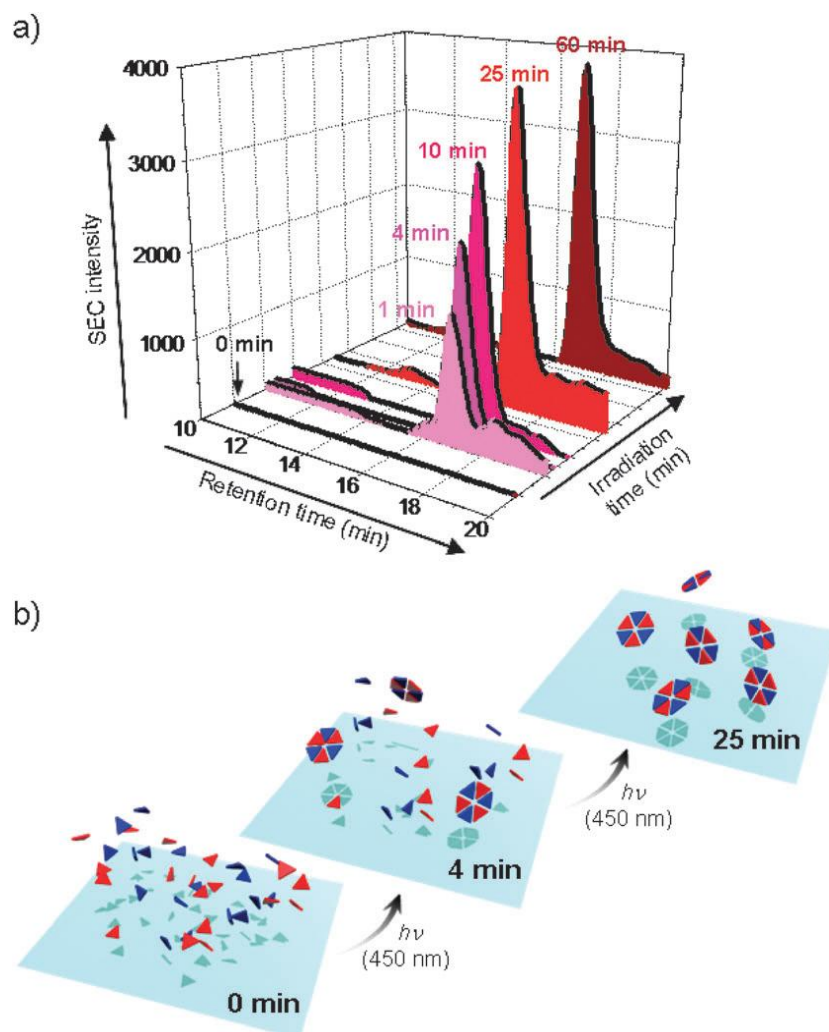 a)
4000
3000
2000
1000
SEC intensity
60 min
25 min
10 min
4 min
1 min
0 min
10
12
14
16
18
20
Retention time (min)
Irradiation
time (min)
b)
25 min
hν
(450 nm)
4 min
hν
(450 nm)
0 min